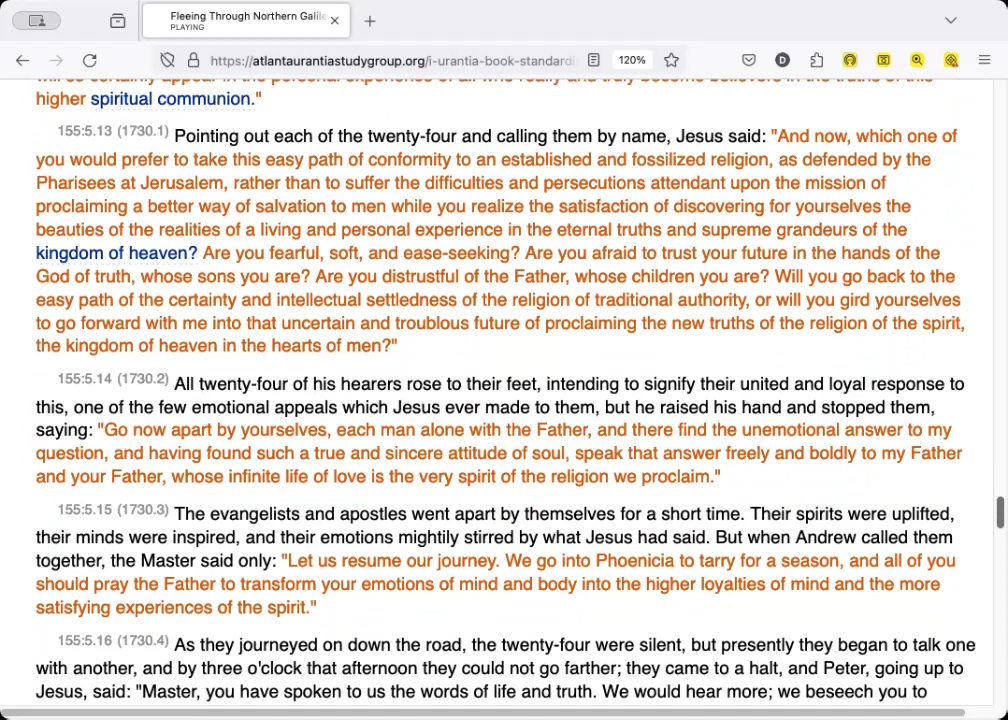 Fleeing Through Northern Galile
PLAYING
https://atlantaurantiastudygroup.org/i-urantia-book-standardi
120%
higher spiritual communion."
155:5.13 (1730.1) Pointing out each of the twenty-four and calling them by name, Jesus said: "And now, which one of
you would prefer to take this easy path of conformity to an established and fossilized religion, as defended by the
Pharisees at Jerusalem, rather than to suffer the difficulties and persecutions attendant upon the mission of
proclaiming a better way of salvation to men while you realize the satisfaction of discovering for yourselves the
beauties of the realities of a living and personal experience in the eternal truths and supreme grandeurs of the
kingdom of heaven? Are you fearful, soft, and ease-seeking? Are you afraid to trust your future in the hands of the
God of truth, whose sons you are? Are you distrustful of the Father, whose children you are? Will you go back to the
easy path of the certainty and intellectual settledness of the religion of traditional authority, or will you gird yourselves
to go forward with me into that uncertain and troublous future of proclaiming the new truths of the religion of the spirit,
the kingdom of heaven in the hearts of men?"
155:5.14 (1730.2) All twenty-four of his hearers rose to their feet, intending to signify their united and loyal response to
this, one of the few emotional appeals which Jesus ever made to them, but he raised his hand and stopped them,
saying: "Go now apart by yourselves, each man alone with the Father, and there find the unemotional answer to my
question, and having found such a true and sincere attitude of soul, speak that answer freely and boldly to my Father
and your Father, whose infinite life of love is the very spirit of the religion we proclaim."
155:5.15 (1730.3) The evangelists and apostles went apart by themselves for a short time. Their spirits were uplifted,
their minds were inspired, and their emotions mightily stirred by what Jesus had said. But when Andrew called them
together, the Master said only: "Let us resume our journey. We go into Phoenicia to tarry for a season, and all of you
should pray the Father to transform your emotions of mind and body into the higher loyalties of mind and the more
satisfying experiences of the spirit."
155:5.16 (1730.4) As they journeyed on down the road, the twenty-four were silent, but presently they began to talk one
with another, and by three o'clock that afternoon they could not go farther; they came to a halt, and Peter, going up to
Jesus, said: "Master, you have spoken to us the words of life and truth. We would hear more; we beseech you to